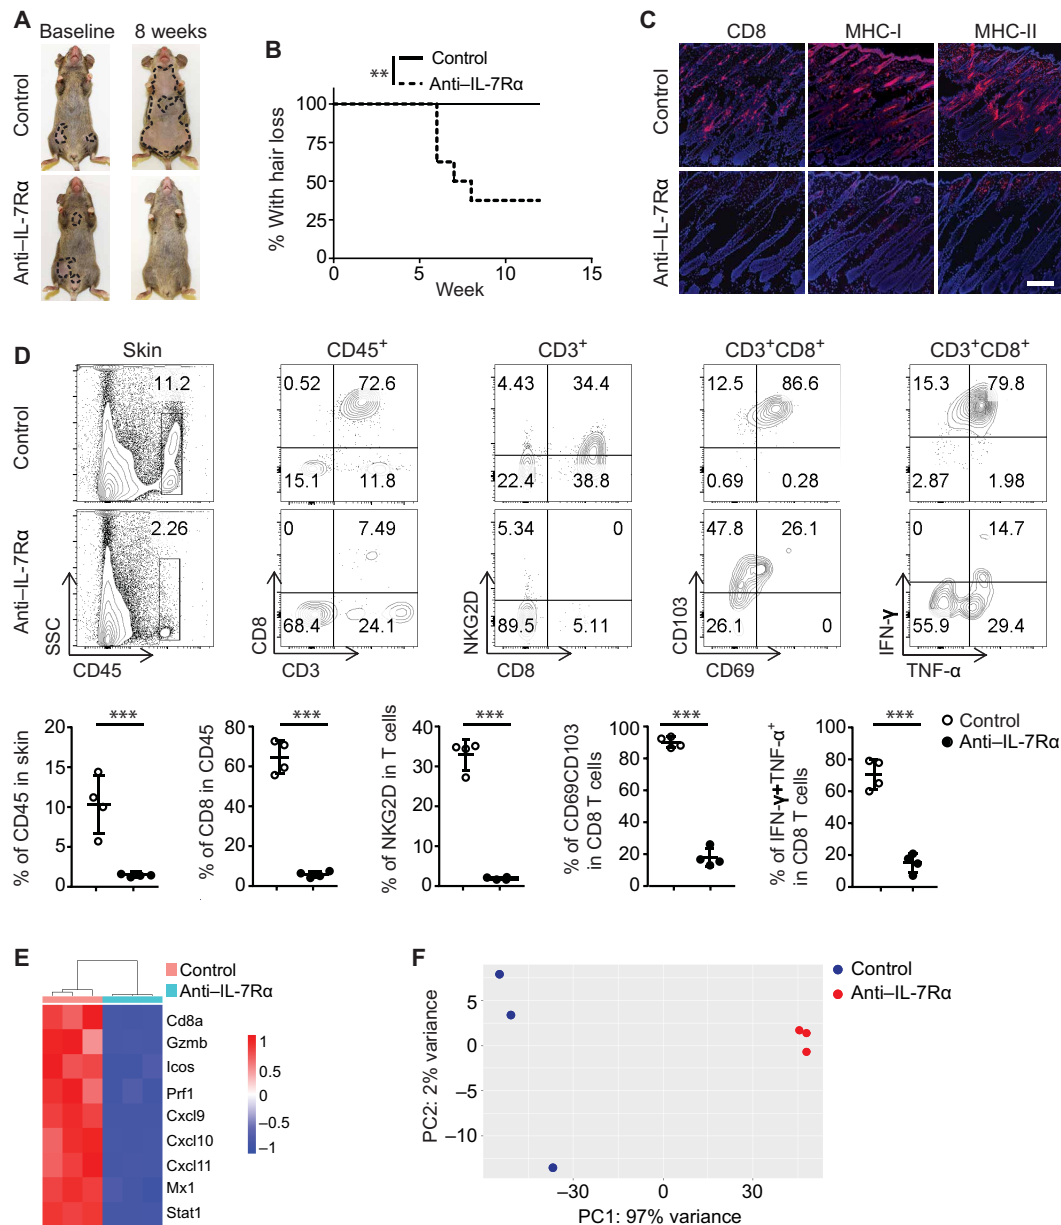 A
Baseline 8 weeks
Control
Anti–IL-7Rα
B
Control
**
Anti–IL-7Rα
% With hair loss
100
75
50
25
0
0 5 10 15
Week
C
CD8 MHC-I MHC-II
Control
Anti–IL-7Rα
D
Skin CD45+ CD3+ CD3+CD8+ CD3+CD8+
Control
11.2
0.52 72.6
15.1 11.8
4.43 34.4
22.4 38.8
12.5 86.6
0.69 0.28
15.3 79.8
2.87 1.98
Anti–IL-7Rα
2.26
0 7.49
68.4 24.1
5.34 0
89.5 5.11
47.8 26.1
26.1 0
0 14.7
55.9 29.4
SSC
CD45
CD8
CD3
NKG2D
CD8
CD103
CD69
IFN-γ
TNF-α
% of CD45 in skin
20
15
10
5
0
***
% of CD8 in CD45
80
60
40
20
0
***
% of NKG2D in T cells
40
30
20
10
0
***
% of CD69CD103
in CD8 T cells
100
80
60
40
20
0
***
% of IFN-γ+TNF-α+
in CD8 T cells
100
80
60
40
20
0
***
Control
Anti–IL-7Rα
E
Control
Anti–IL-7Rα
Cd8a
Gzmb
Icos
Prf1
Cxcl9
Cxcl10
Cxcl11
Mx1
Stat1
1
0.5
0
–0.5
–1
F
Control
Anti–IL-7Rα
PC2: 2% variance
5
0
–5
–10
–30 0 30
PC1: 97% variance